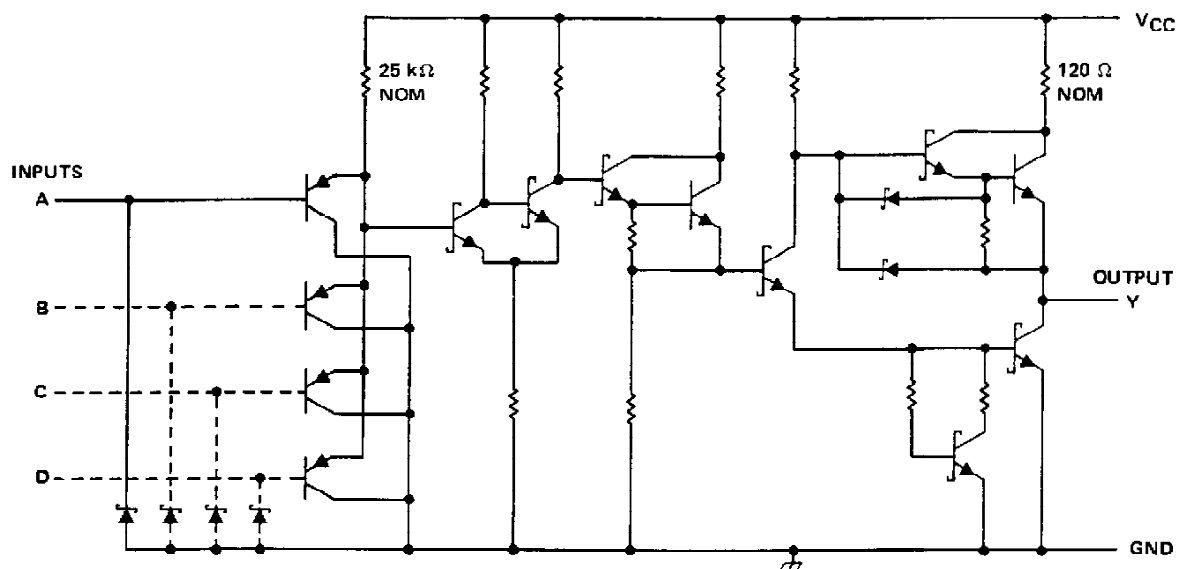 VCC
25 kΩ
NOM
120 Ω
NOM
INPUTS
A
B
C
D
OUTPUT
Y
GND